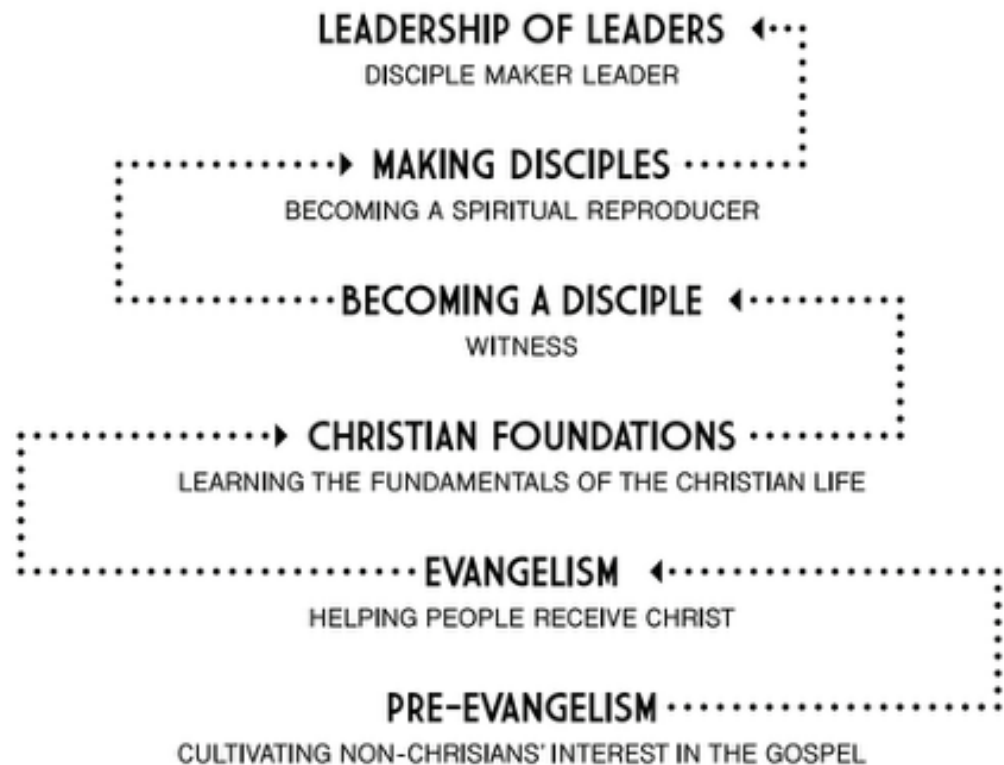 LEADERSHIP OF LEADERS
DISCIPLE MAKER LEADER
MAKING DISCIPLES
BECOMING A SPIRITUAL REPRODUCER
BECOMING A DISCIPLE
WITNESS
CHRISTIAN FOUNDATIONS
LEARNING THE FUNDAMENTALS OF THE CHRISTIAN LIFE
EVANGELISM
HELPING PEOPLE RECEIVE CHRIST
PRE-EVANGELISM
CULTIVATING NON-CHRISIANS' INTEREST IN THE GOSPEL